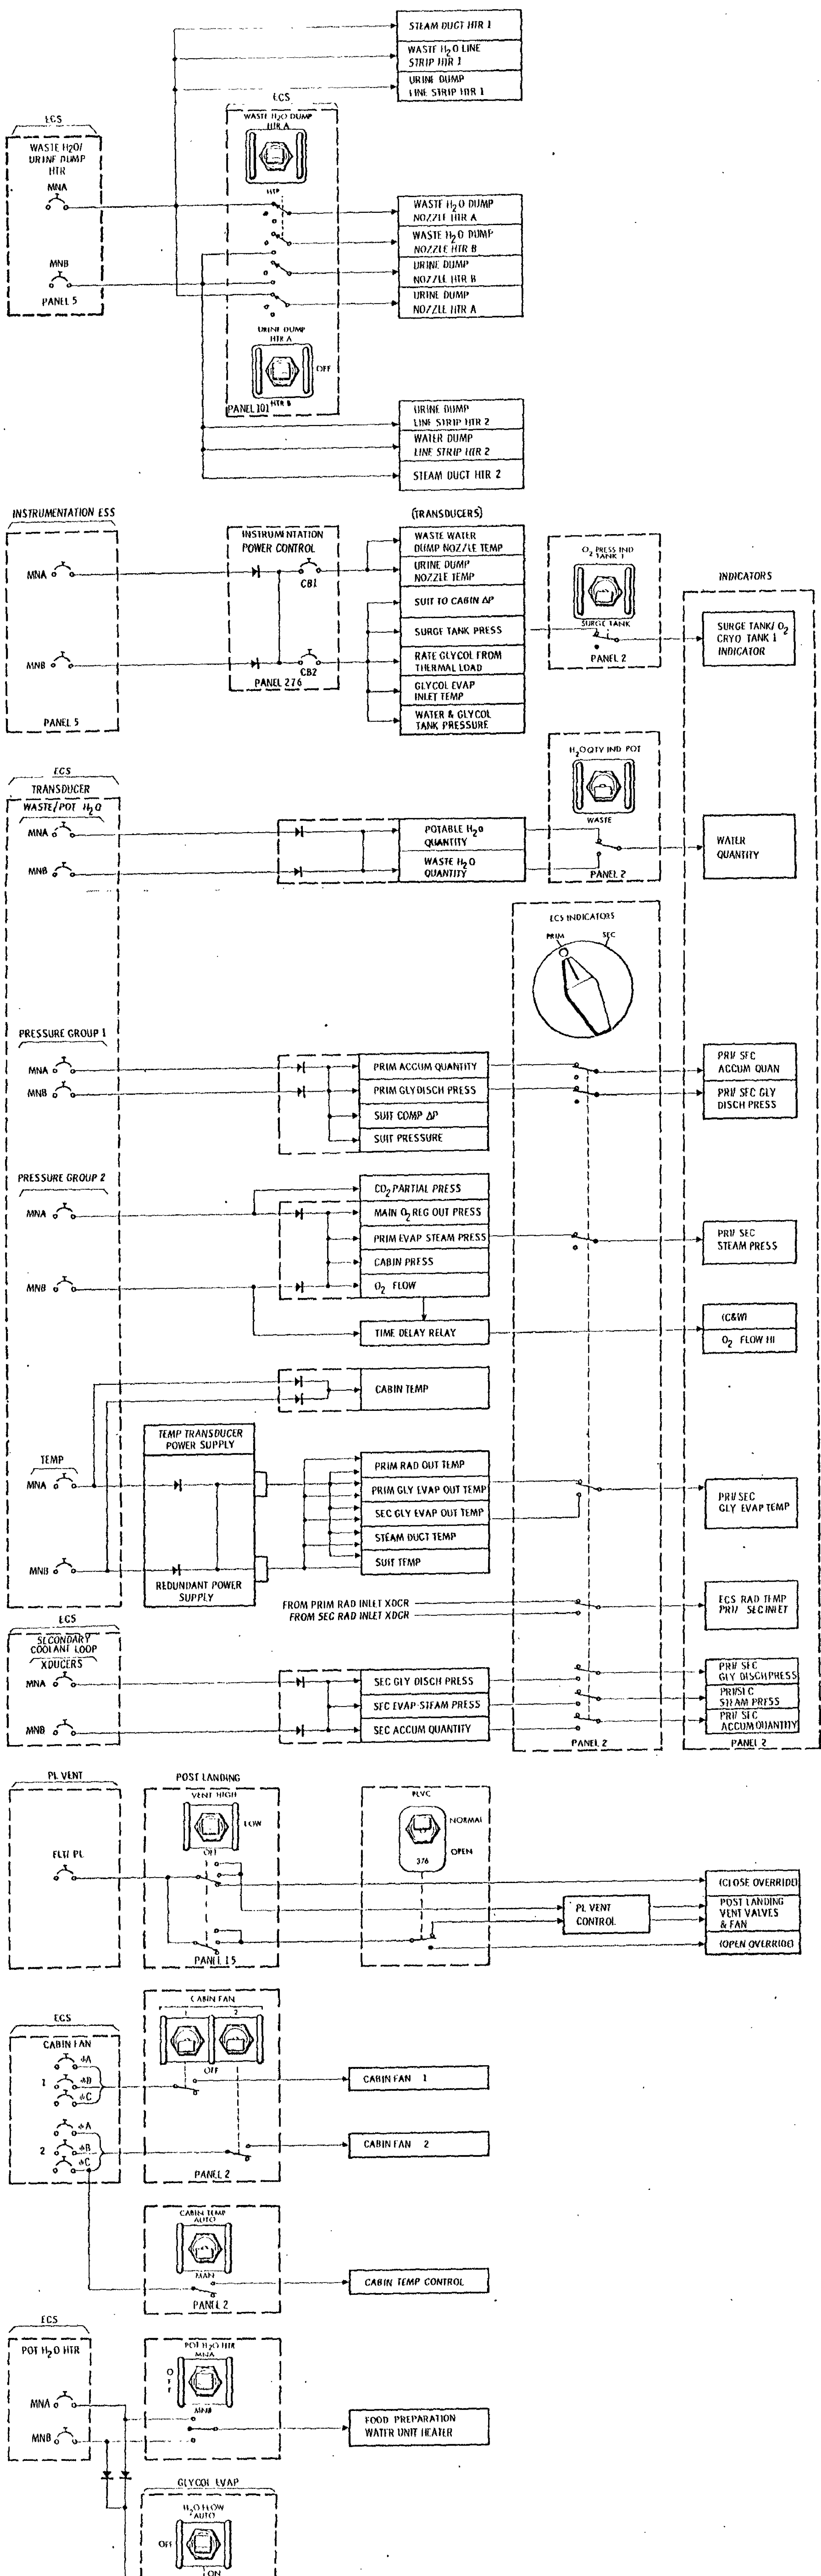 STEAM DUCT HTR 1
WASTE H2O LINE
STRIP HTR 1
URINE DUMP
LINE STRIP HTR 1
ECS
WASTE H2O DUMP
HTR A
ECS
WASTE H2O/
URINE DUMP
HTR
MNA
HTR
WASTE H2O DUMP
NOZZLE HTR A
WASTE H2O DUMP
NOZZLE HTR B
MNB
URINE DUMP
NOZZLE HTR B
PANEL 5
URINE DUMP
NOZZLE HTR A
URINE DUMP
HTR A
OFF
HTR B
PANEL 101
URINE DUMP
LINE STRIP HTR 2
WATER DUMP
LINE STRIP HTR 2
STEAM DUCT HTR 2
INSTRUMENTATION ESS
(TRANSDUCERS)
INSTRUMENTATION
POWER CONTROL
WASTE WATER
DUMP NOZZLE TEMP
O2 PRESS IND
TANK 1
INDICATORS
MNA
CB1
URINE DUMP
NOZZLE TEMP
SUIT TO CABIN ΔP
SURGE TANK
SURGE TANK PRESS
SURGE TANK/O2
CRYO TANK 1
INDICATOR
MNB
CB2
RATE GLYCOL FROM
THERMAL LOAD
PANEL 2
PANEL 276
GLYCOL EVAP
INLET TEMP
PANEL 5
WATER & GLYCOL
TANK PRESSURE
H2O QTY IND POT
ECS
TRANSDUCER
WASTE/POT H2O
WASTE
MNA
POTABLE H2O
QUANTITY
WATER
QUANTITY
MNB
WASTE H2O
QUANTITY
PANEL 2
ECS INDICATORS
PRIM
SEC
PRESSURE GROUP 1
MNA
PRIM ACCUM QUANTITY
PRI/ SEC
ACCUM QUAN
MNB
PRIM GLY DISCH PRESS
PRI/ SEC GLY
DISCH PRESS
SUIT COMP ΔP
SUIT PRESSURE
PRESSURE GROUP 2
CO2 PARTIAL PRESS
MNA
MAIN O2 REG OUT PRESS
PRIM EVAP STEAM PRESS
PRI/ SEC
STEAM PRESS
CABIN PRESS
MNB
O2 FLOW
(C&W)
TIME DELAY RELAY
O2 FLOW HI
CABIN TEMP
TEMP TRANSDUCER
POWER SUPPLY
TEMP
PRIM RAD OUT TEMP
MNA
PRIM GLY EVAP OUT TEMP
PRI/ SEC
GLY EVAP TEMP
SEC GLY EVAP OUT TEMP
STEAM DUCT TEMP
MNB
SUIT TEMP
REDUNDANT POWER
SUPPLY
FROM PRIM RAD INLET XDCR
FROM SEC RAD INLET XDCR
ECS RAD TEMP
PRI/ SEC INLET
ECS
SECONDARY
COOLANT LOOP
XDUCERS
MNA
SEC GLY DISCH PRESS
PRI/ SEC
GLY DISCH PRESS
SEC EVAP STEAM PRESS
PRI/SEC
STEAM PRESS
MNB
SEC ACCUM QUANTITY
PRI/ SEC
ACCUM QUANTITY
PANEL 2
PANEL 2
PL VENT
POST LANDING
VENT HIGH
LOW
OFF
PLVC
NORMAL
OPEN
376
FLT/ PL
(CLOSE OVERRIDE)
PL VENT
CONTROL
POST LANDING
VENT VALVES
& FAN
(OPEN OVERRIDE)
PANEL 15
CABIN FAN
1 2
OFF
ECS
CABIN FAN
øA
1 øB
øC
CABIN FAN 1
øA
2 øB
øC
CABIN FAN 2
PANEL 2
CABIN TEMP
AUTO
MAN
CABIN TEMP CONTROL
PANEL 2
ECS
POT H2O HTR
POT H2O HTR
MNA
OFF
MNB
MNA
MNB
FOOD PREPARATION
WATER UNIT HEATER
GLYCOL EVAP
H2O FLOW
AUTO
OFF
ON